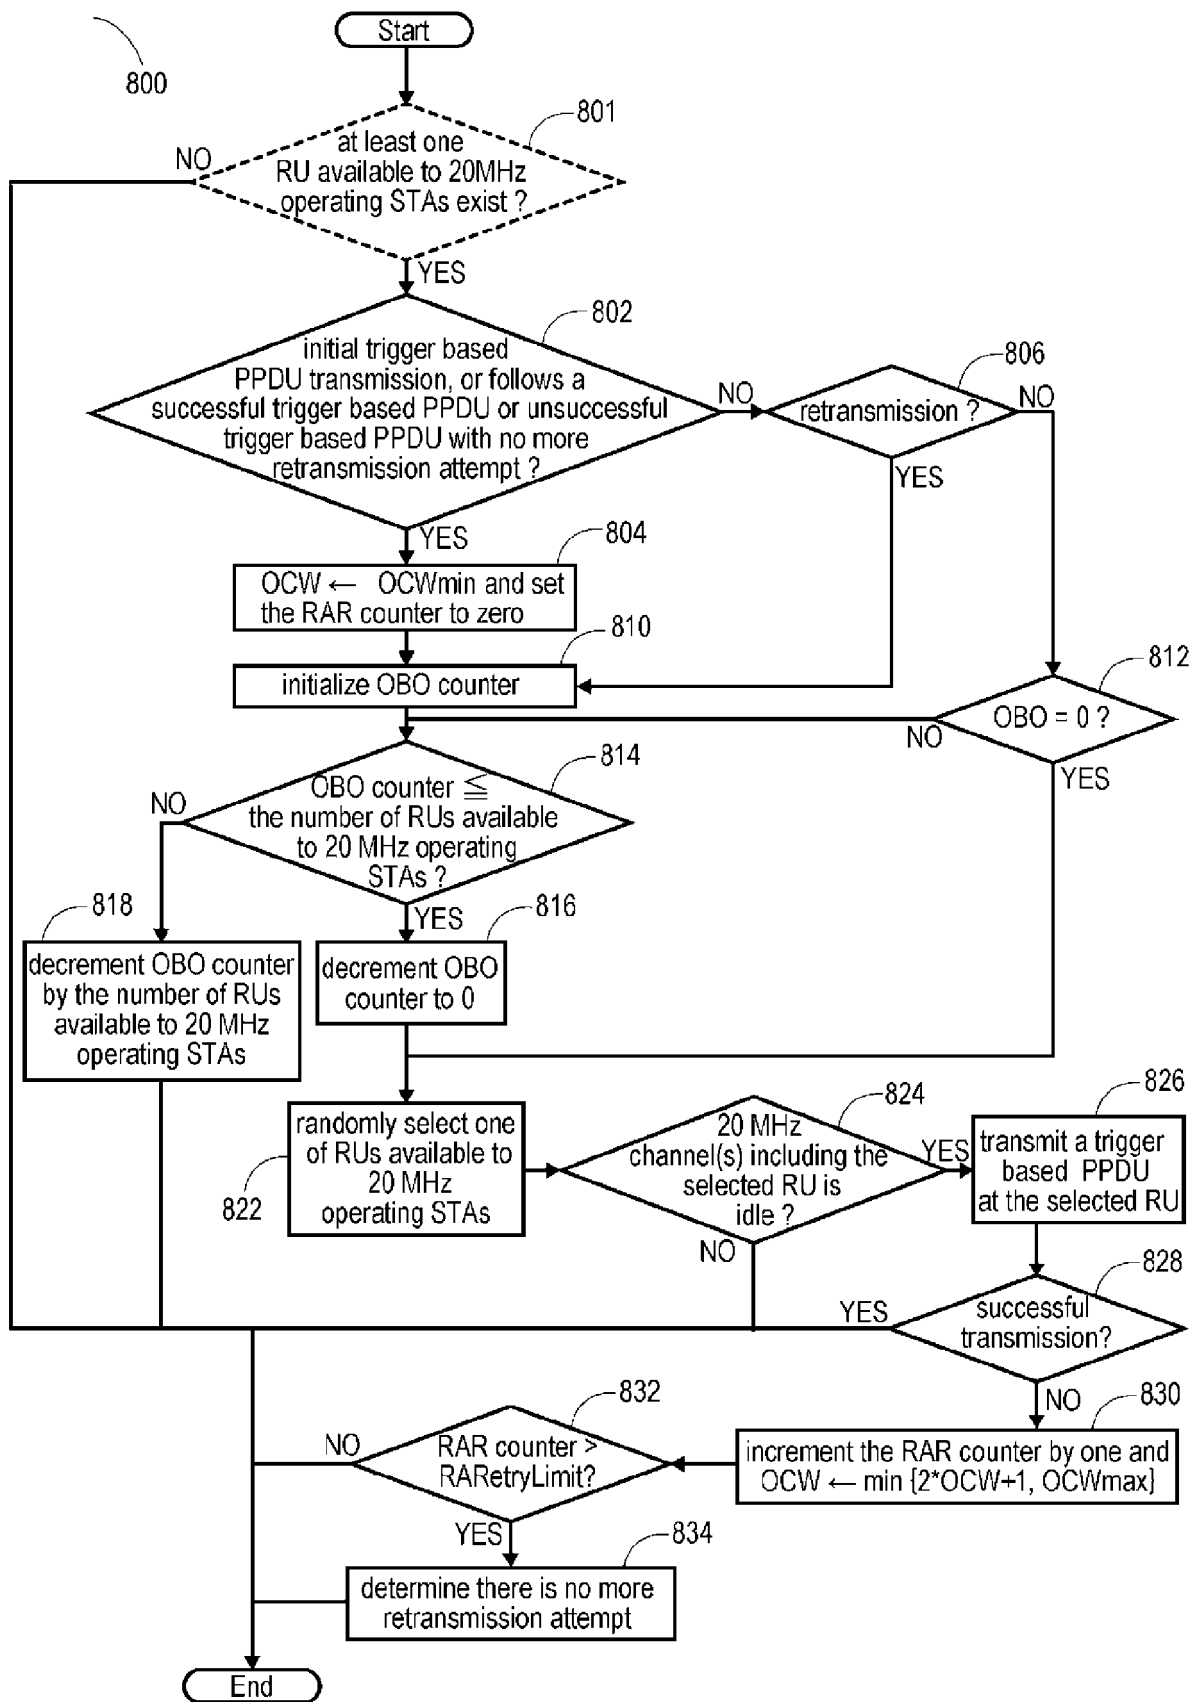 Start
800
801
at least one
RU available to 20MHz
operating STAs exist ?
NO
YES
802
initial trigger based
PPDU transmission, or follows a
successful trigger based PPDU or unsuccessful
trigger based PPDU with no more
retransmission attempt ?
NO
YES
806
retransmission ?
NO
YES
804
OCW ← OCWmin and set
the RAR counter to zero
810
initialize OBO counter
812
OBO = 0 ?
NO
YES
814
OBO counter ≦
the number of RUs available
to 20 MHz operating
STAs ?
NO
YES
818
decrement OBO counter
by the number of RUs
available to 20 MHz
operating STAs
816
decrement OBO
counter to 0
822
randomly select one
of RUs available to
20 MHz
operating STAs
824
20 MHz
channel(s) including the
selected RU is
idle ?
YES
NO
826
transmit a trigger
based PPDU
at the selected RU
828
successful
transmission?
YES
NO
830
increment the RAR counter by one and
OCW ← min {2*OCW+1, OCWmax}
832
RAR counter >
RARetryLimit?
NO
YES
834
determine there is no more
retransmission attempt
End